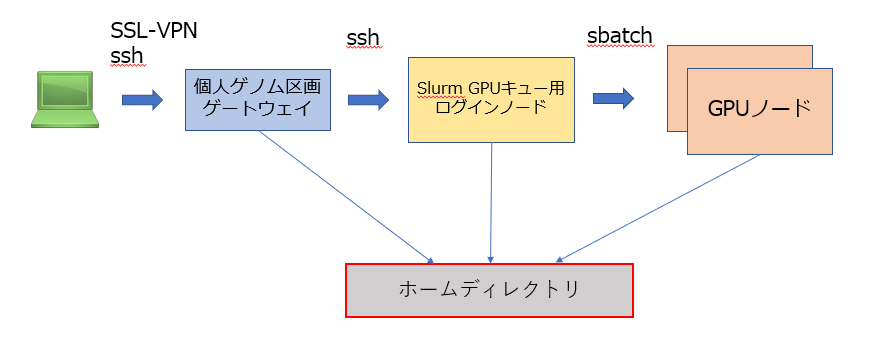 SSL-VPN
ssh
ssh
sbatch
個人ゲノム区画
ゲートウェイ
Slurm GPUキュー用
ログインノード
GPUノード
ホームディレクトリ